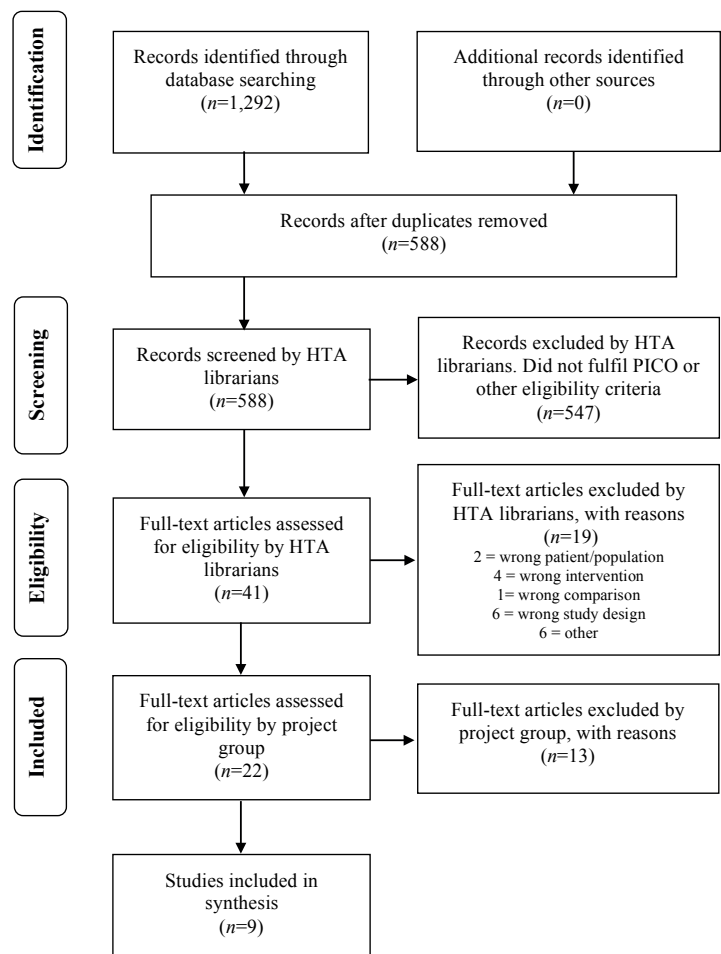 Identification
Records identified through
database searching
(n=1,292)
Additional records identified
through other sources
(n=0)
Records after duplicates removed
(n=588)
Screening
Records screened by HTA
librarians
(n=588)
Records excluded by HTA
librarians. Did not fulfil PICO or
other eligibility criteria
(n=547)
Eligibility
Full-text articles assessed
for eligibility by HTA
librarians
(n=41)
Full-text articles excluded by
HTA librarians, with reasons
(n=19)
2 = wrong patient/population
4 = wrong intervention
1= wrong comparison
6 = wrong study design
6 = other
Included
Full-text articles assessed
for eligibility by project
group
(n=22)
Full-text articles excluded by
project group, with reasons
(n=13)
Studies included in
synthesis
(n=9)